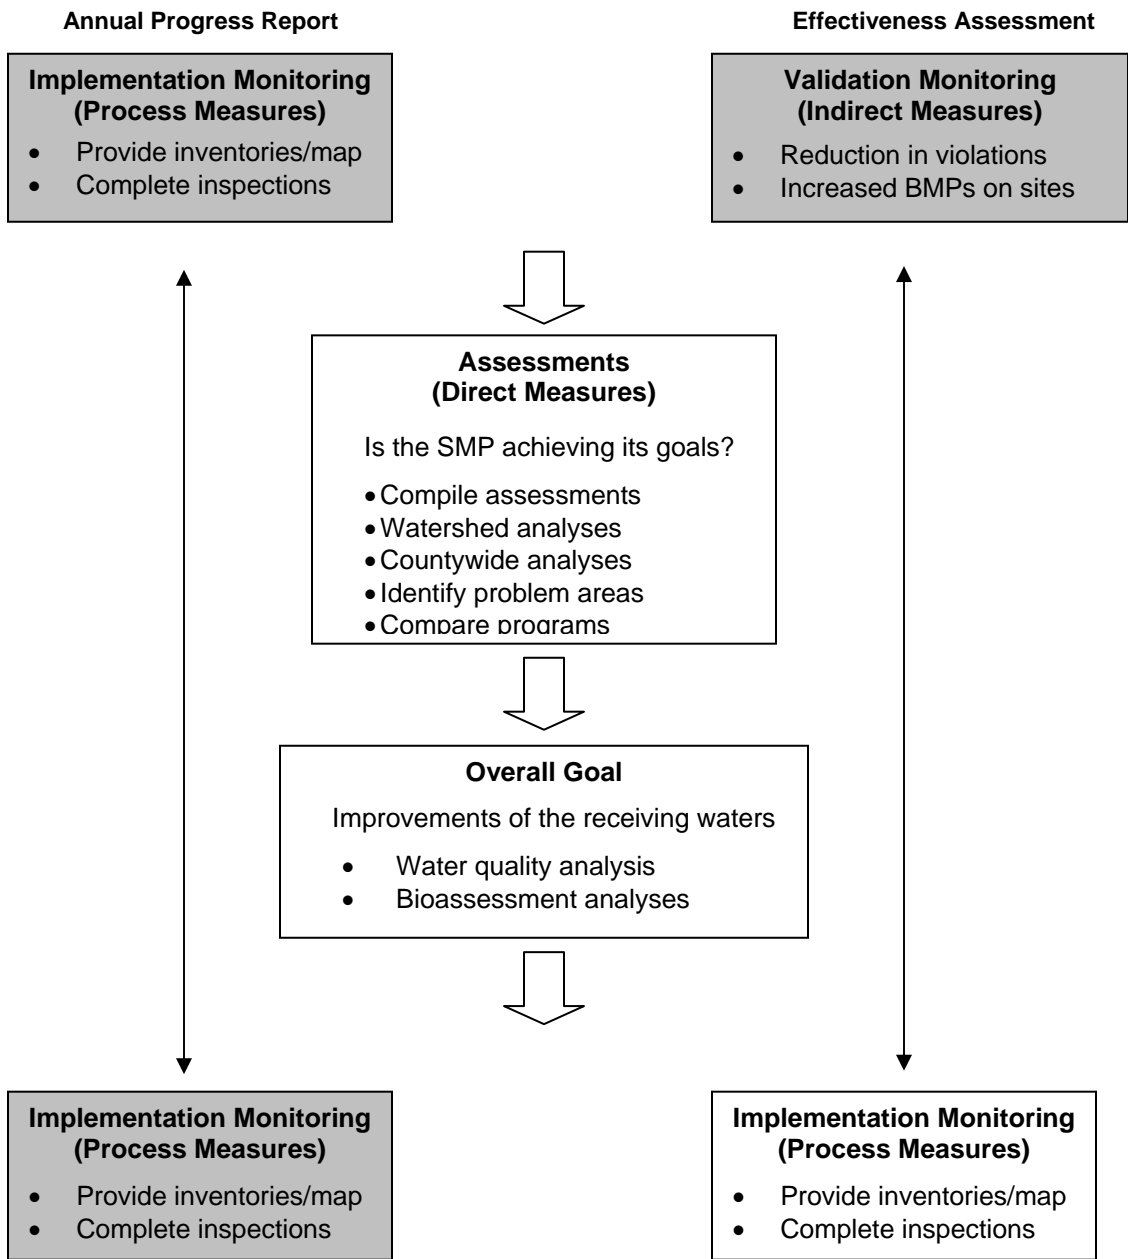 Annual Progress Report
Effectiveness Assessment
Implementation Monitoring
(Process Measures)
• Provide inventories/map
• Complete inspections
Validation Monitoring
(Indirect Measures)
• Reduction in violations
• Increased BMPs on sites
Assessments
(Direct Measures)
Is the SMP achieving its goals?
• Compile assessments
• Watershed analyses
• Countywide analyses
• Identify problem areas
• Compare programs
Overall Goal
Improvements of the receiving waters
• Water quality analysis
• Bioassessment analyses
Implementation Monitoring
(Process Measures)
• Provide inventories/map
• Complete inspections
Implementation Monitoring
(Process Measures)
• Provide inventories/map
• Complete inspections